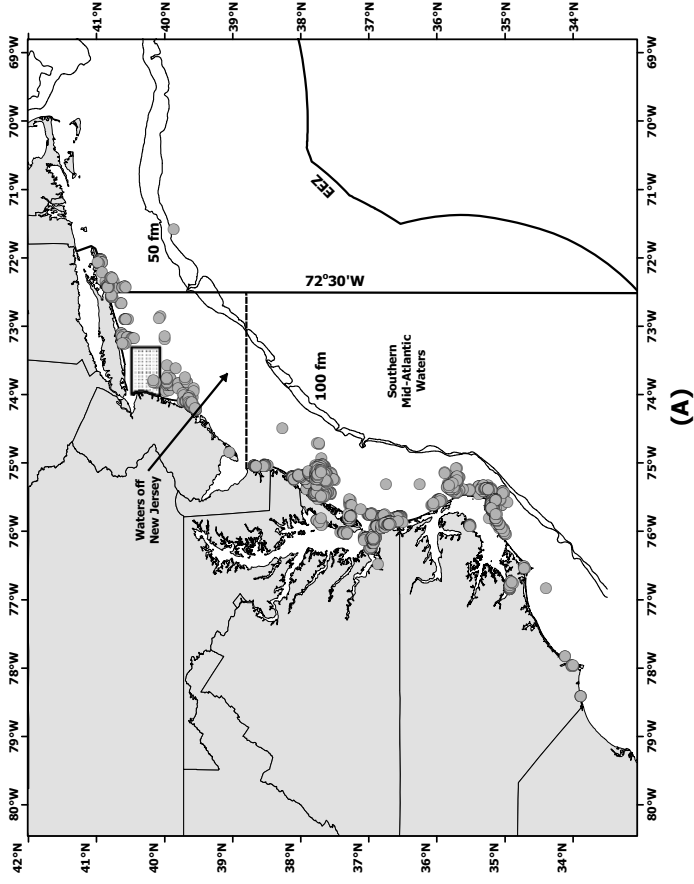 41°N
40°N
39°N
38°N
37°N
36°N
35°N
34°N
69°W
70°W
71°W
72°W
73°W
74°W
75°W
76°W
77°W
78°W
79°W
80°W
69°W
70°W
71°W
72°W
73°W
74°W
75°W
76°W
77°W
78°W
79°W
80°W
EEZ
50 fm
72°30'W
100 fm
Southern
Mid-Atlantic
Waters
Waters off
New Jersey
42°N
41°N
40°N
39°N
38°N
37°N
36°N
35°N
34°N
(A)